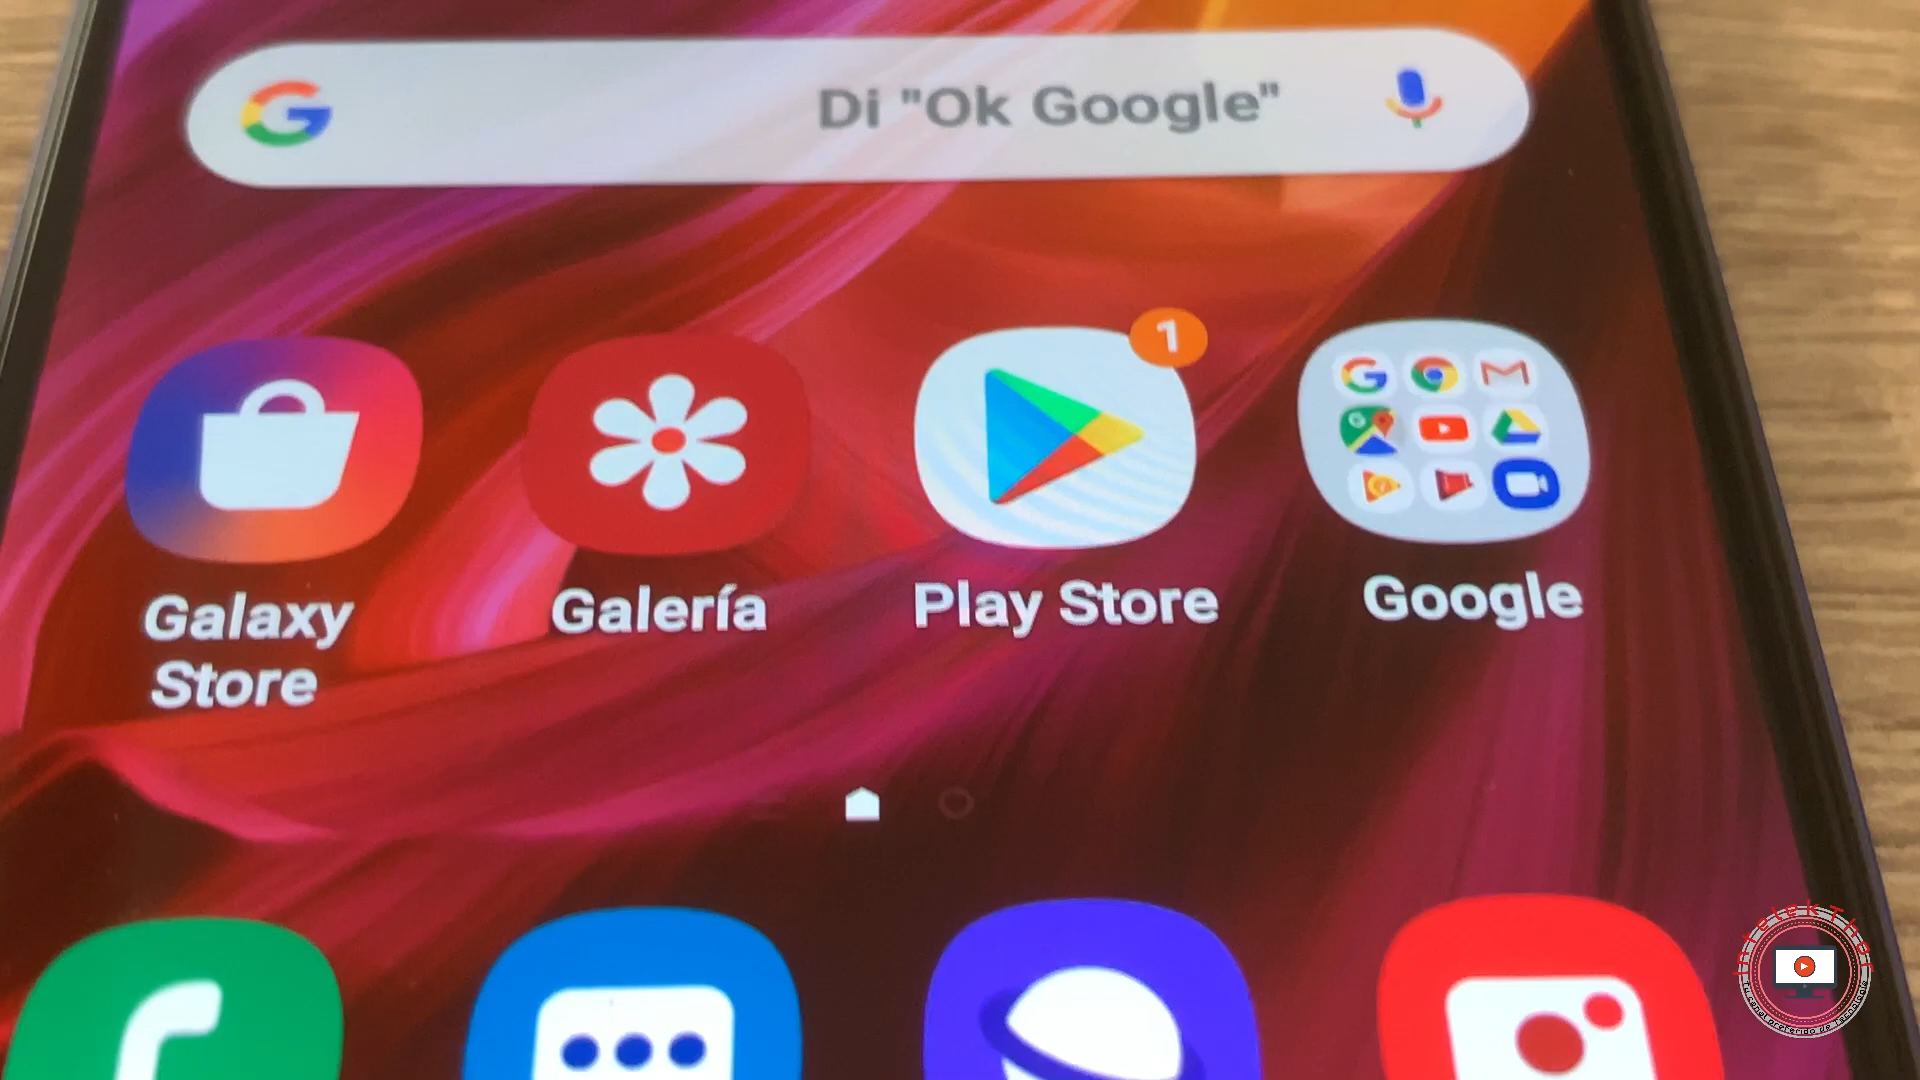 Di "Ok Google"
1
Galaxy
Store
Galería
Play Store
Google